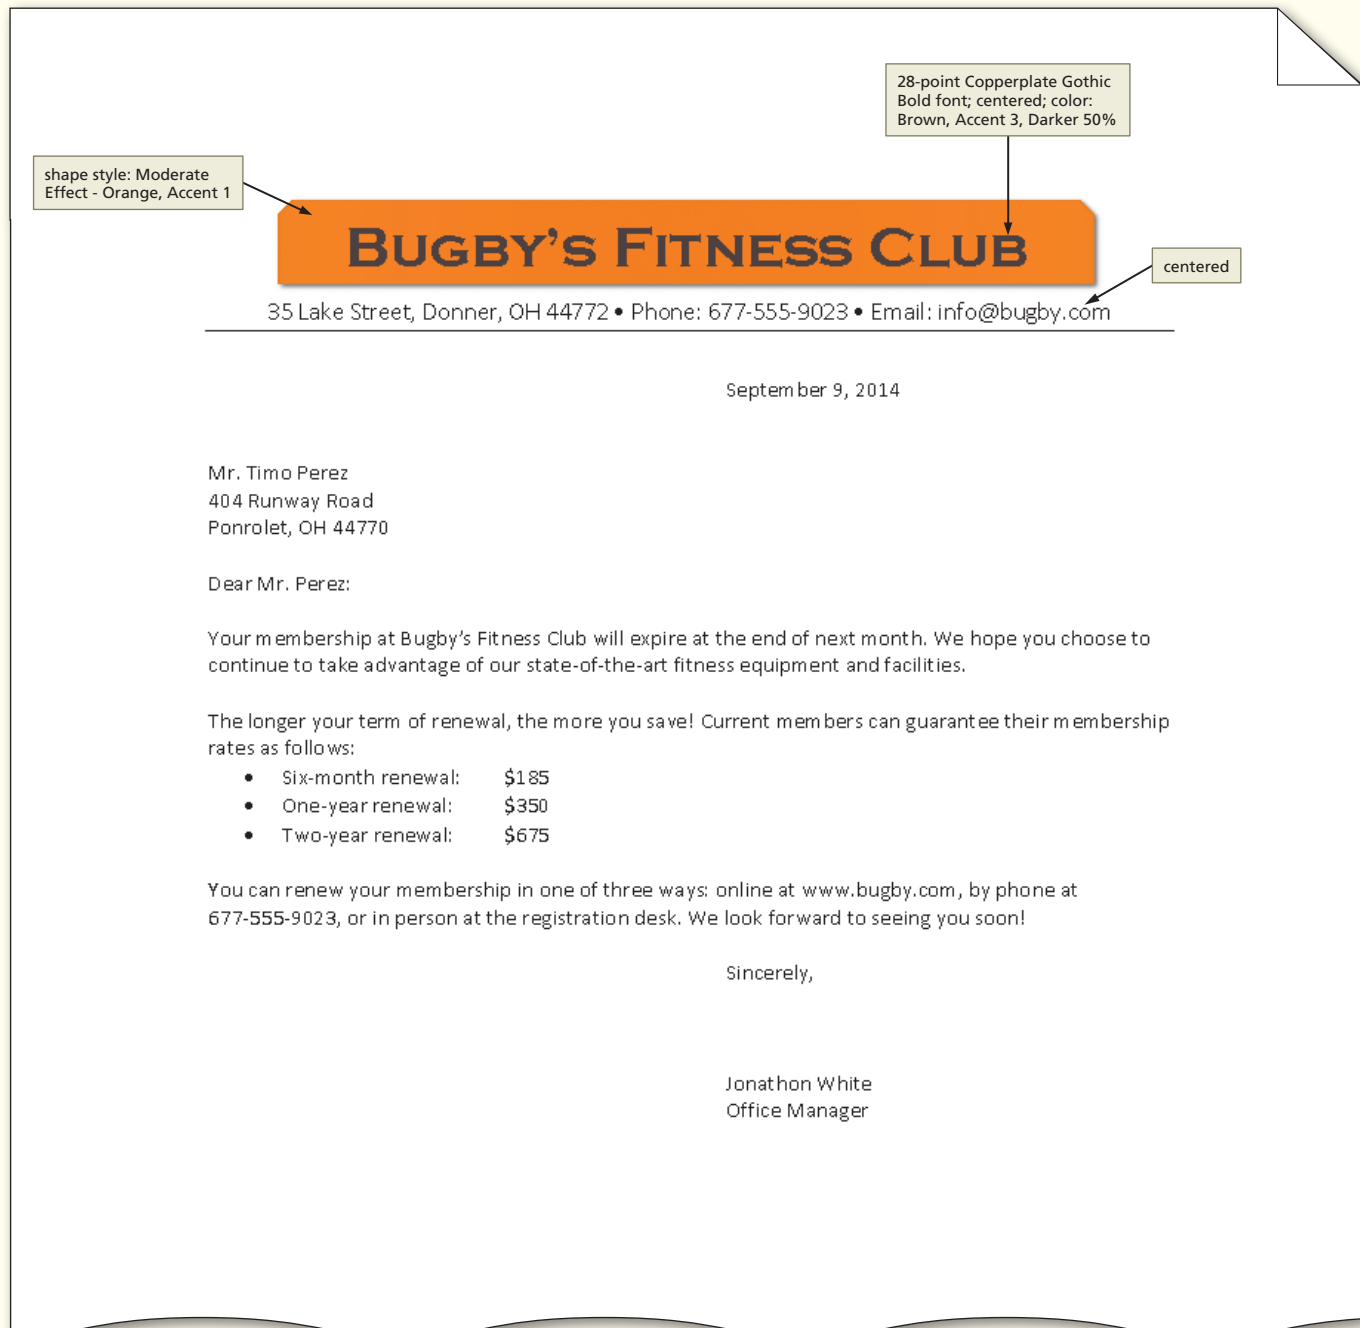 28-point Copperplate Gothic
Bold font; centered; color:
Brown, Accent 3, Darker 50%
shape style: Moderate
Effect - Orange, Accent 1
BUGBY'S FITNESS CLUB
centered
35 Lake Street, Donner, OH 44772 • Phone: 677-555-9023 • Email: info@bugby.com
September 9, 2014
Mr. Timo Perez
404 Runway Road
Ponrolet, OH 44770
Dear Mr. Perez:
Your membership at Bugby's Fitness Club will expire at the end of next month. We hope you choose to
continue to take advantage of our state-of-the-art fitness equipment and facilities.
The longer your term of renewal, the more you save! Current members can guarantee their membership
rates as follows:
• Six-month renewal: $185
• One-year renewal: $350
• Two-year renewal: $675
You can renew your membership in one of three ways: online at www.bugby.com, by phone at
677-555-9023, or in person at the registration desk. We look forward to seeing you soon!
Sincerely,
Jonathon White
Office Manager